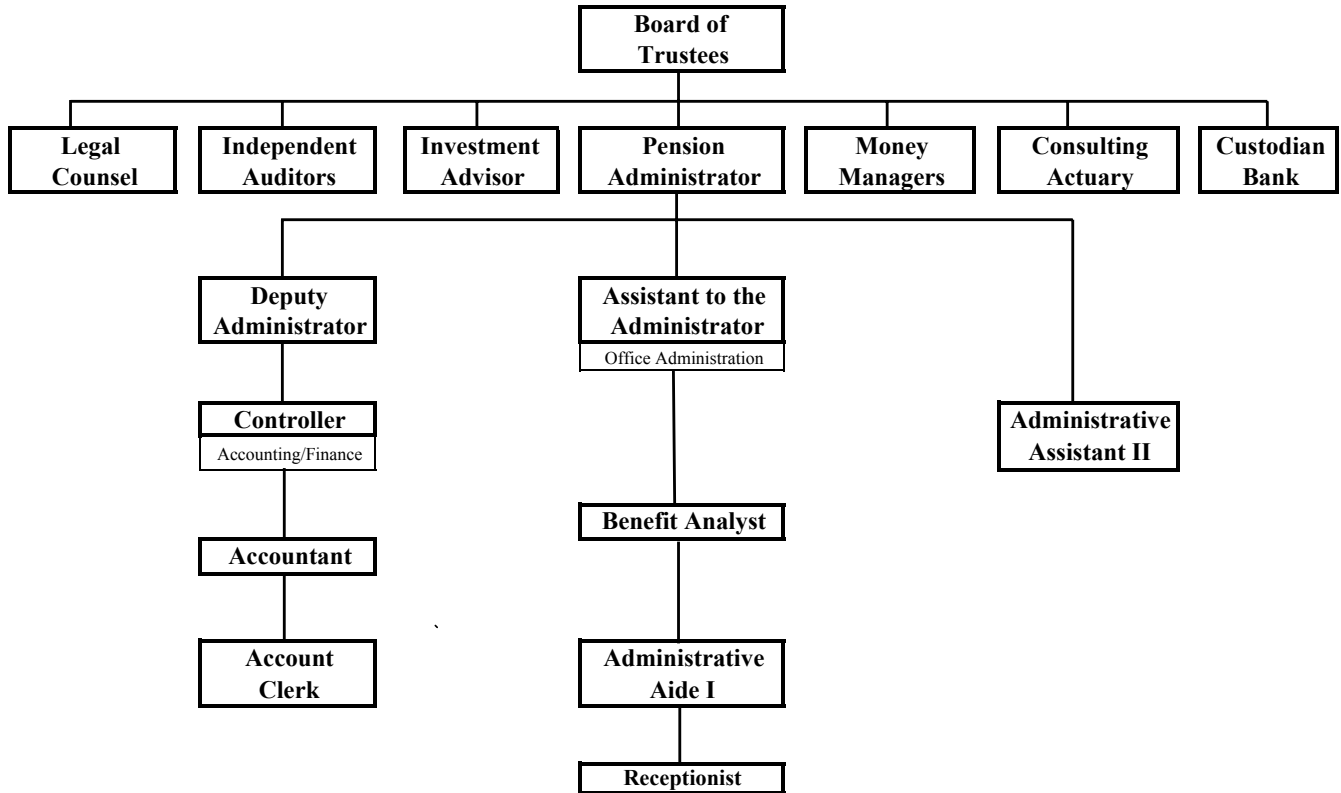 Board of
Trustees
Legal
Counsel
Independent
Auditors
Investment
Advisor
Pension
Administrator
Money
Managers
Consulting
Actuary
Custodian
Bank
Deputy
Administrator
Assistant to the
Administrator
Office Administration
Controller
Accounting/Finance
Administrative
Assistant II
Benefit Analyst
Accountant
`
Account
Clerk
Administrative
Aide I
Receptionist